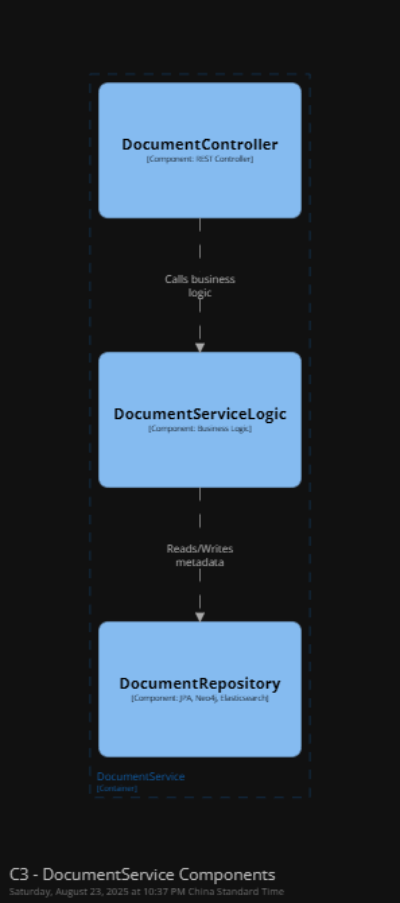 DocumentController
[Component: REST Controller]
Calls business
logic
DocumentServiceLogic
[Component: Business Logic]
Reads/Writes
metadata
DocumentRepository
[Component: JPA, Neo4j, Elasticsearch]
DocumentService
[Container]
C3 - DocumentService Components
Saturday, August 23, 2025 at 10:37 PM China Standard Time